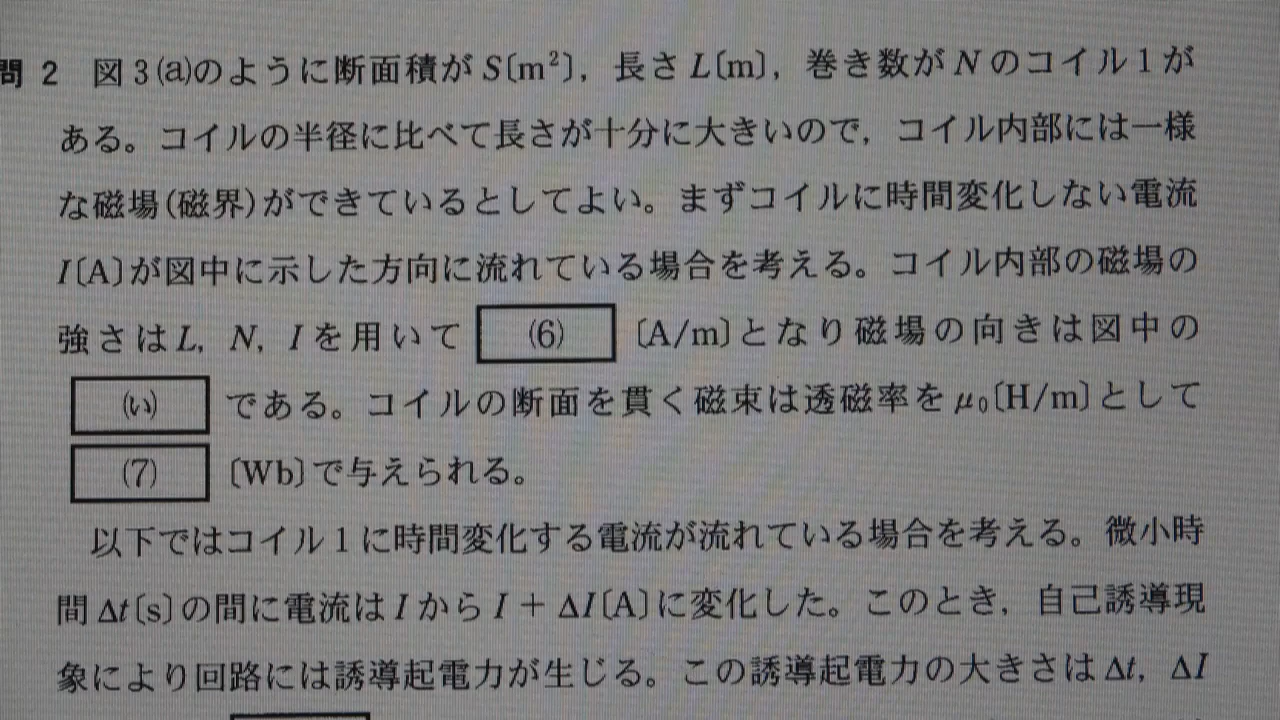 問 2 図3(a)のように断面積がS〔m²〕，長さL〔m〕，巻き数がNのコイル1が
ある。コイルの半径に比べて長さが十分に大きいので，コイル内部には一様
な磁場(磁界)ができているとしてよい。まずコイルに時間変化しない電流
I〔A〕が図中に示した方向に流れている場合を考える。コイル内部の磁場の
強さはL，N，Iを用いて (6) 〔A/m〕となり磁場の向きは図中の
(い) である。コイルの断面を貫く磁束は透磁率をμ₀〔H/m〕として
(7) 〔Wb〕で与えられる。
以下ではコイル1に時間変化する電流が流れている場合を考える。微小時
間Δt〔s〕の間に電流はIからI＋ΔI〔A〕に変化した。このとき，自己誘導現
象により回路には誘導起電力が生じる。この誘導起電力の大きさはΔt，ΔI